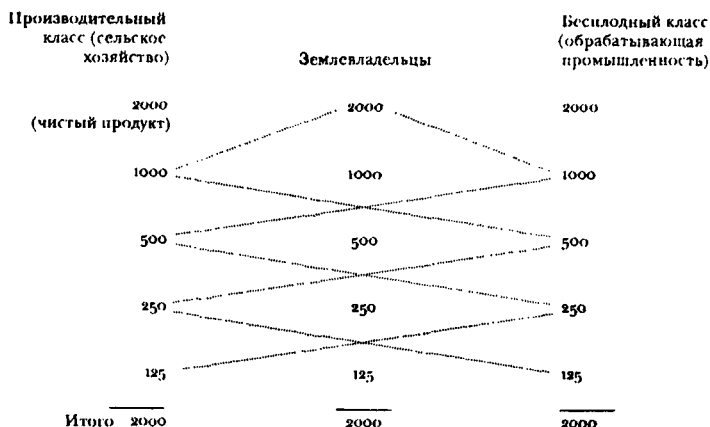 Производительный
класс (сельское
хозяйство)
Землевладельцы
Бесплодный класс
(обрабатывающая
промышленность)
2000
(чистый продукт)
2000
2000
1000
1000
1000
500
500
500
250
250
250
125
125
125
Итого 2000
2000
2000